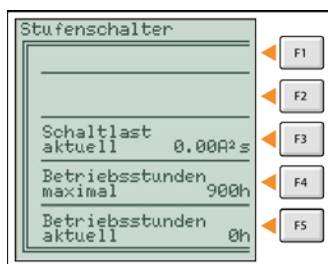 Stufenschalter
F1
F2
Schaltlast
aktuell 0.00A²s
F3
Betriebsstunden
maximal 900h
F4
Betriebsstunden
aktuell 0h
F5